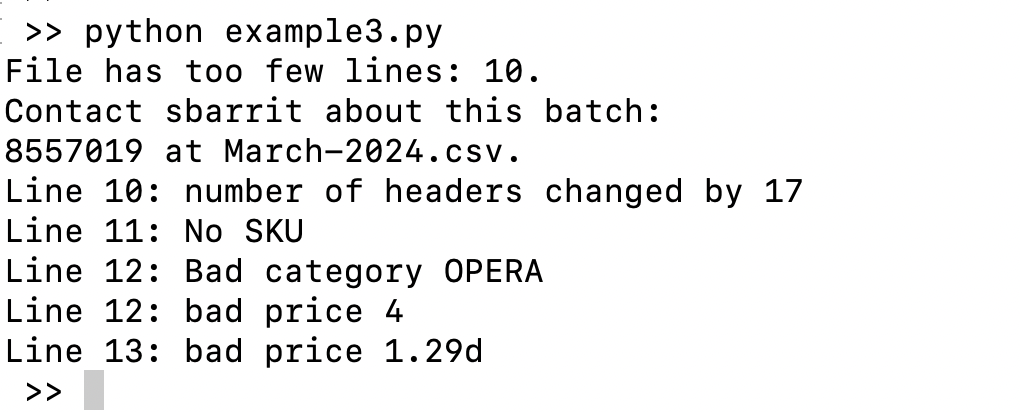 >> python example3.py
File has too few lines: 10.
Contact sbarrit about this batch:
8557019 at March-2024.csv.
Line 10: number of headers changed by 17
Line 11: No SKU
Line 12: Bad category OPERA
Line 12: bad price 4
Line 13: bad price 1.29d
>>